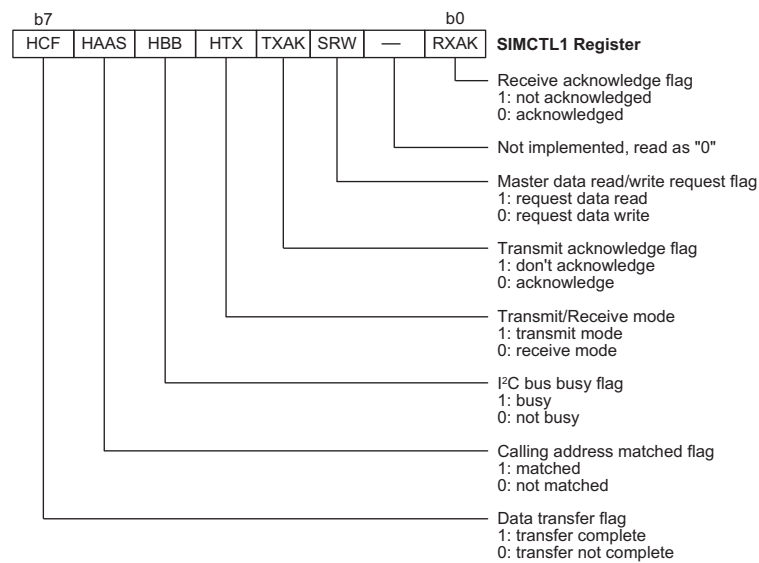 b7 b0
HCF HAAS HBB HTX TXAK SRW — RXAK SIMCTL1 Register
Receive acknowledge flag
1: not acknowledged
0: acknowledged
Not implemented, read as "0"
Master data read/write request flag
1: request data read
0: request data write
Transmit acknowledge flag
1: don't acknowledge
0: acknowledge
Transmit/Receive mode
1: transmit mode
0: receive mode
I²C bus busy flag
1: busy
0: not busy
Calling address matched flag
1: matched
0: not matched
Data transfer flag
1: transfer complete
0: transfer not complete